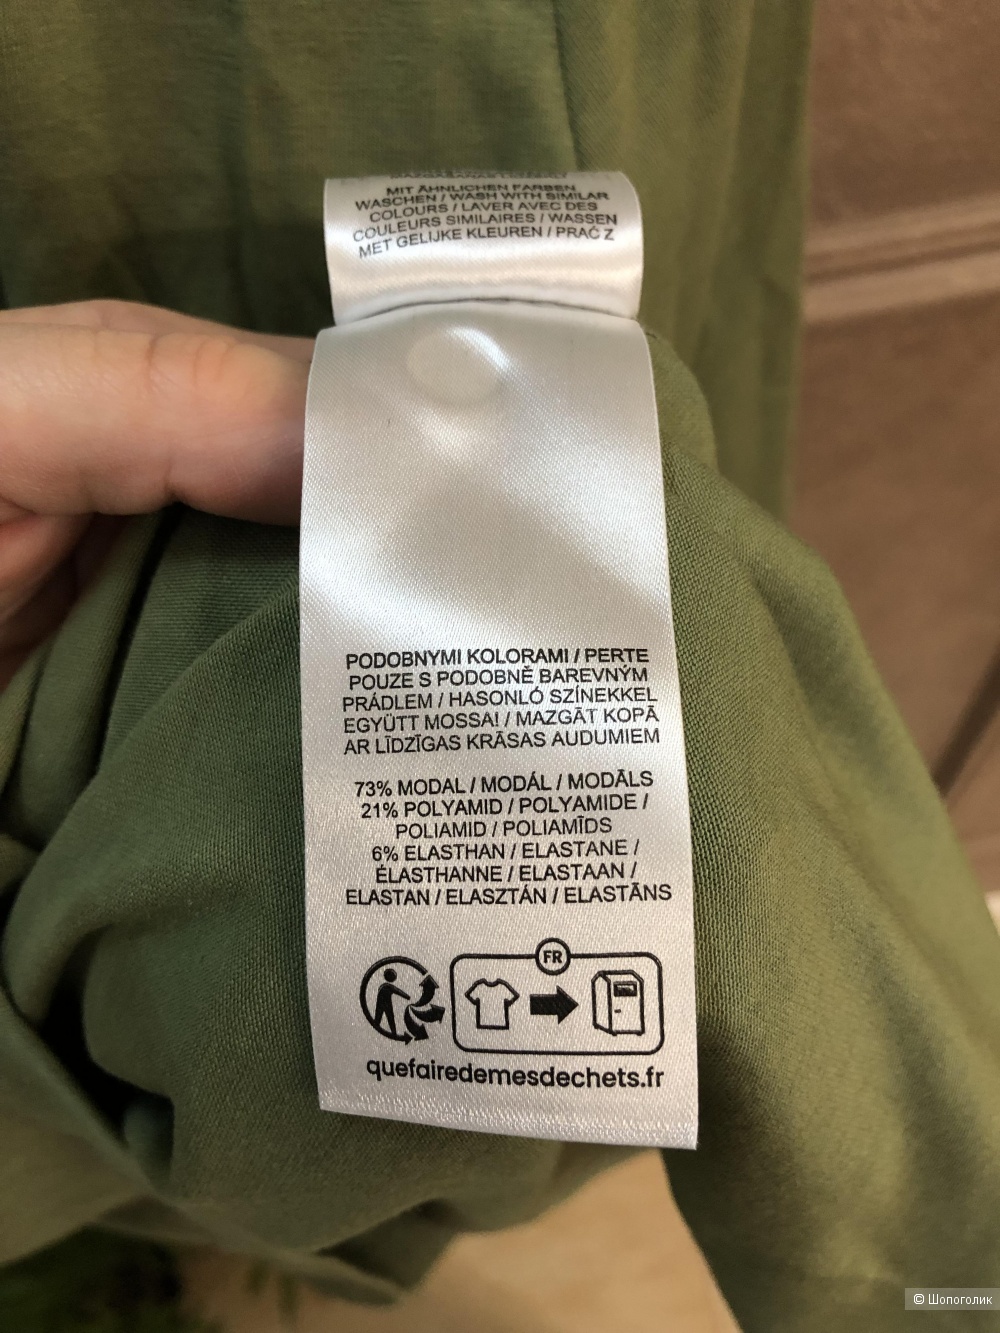 MIT ÄHNLICHEN FARBEN
WASCHEN / WASH WITH SIMILAR
COLOURS / LAVER AVEC DES
COULEURS SIMILAIRES / WASSEN
MET GELIJKE KLEUREN / PRAĆ Z
PODOBNYMI KOLORAMI / PERTE
POUZE S PODOBNĚ BAREVNÝM
PRÁDLEM / HASONLÓ SZÍNEKKEL
EGYÜTT MOSSA! / MAZGĀT KOPĀ
AR LĪDZĪGAS KRĀSAS AUDUMIEM
73% MODAL / MODÁL / MODĀLS
21% POLYAMID / POLYAMIDE /
POLIAMID / POLIAMĪDS
6% ELASTHAN / ELASTANE /
ÉLASTHANNE / ELASTAAN /
ELASTAN / ELASZTÁN / ELASTĀNS
FR
quefairedemesdechets.fr
© Шопоголик